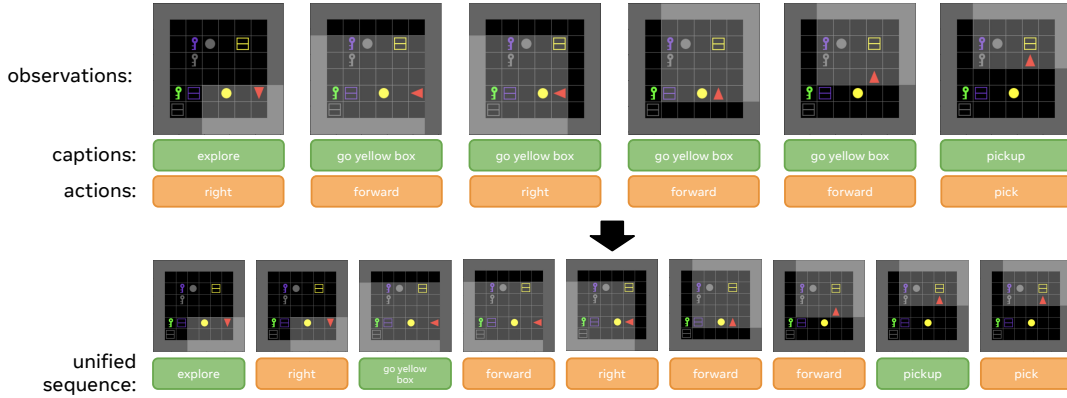 observations:
captions:
explore
go yellow box
go yellow box
go yellow box
go yellow box
pickup
actions:
right
forward
right
forward
forward
pick
unified
sequence:
explore
right
go yellow
box
forward
right
forward
forward
pickup
pick